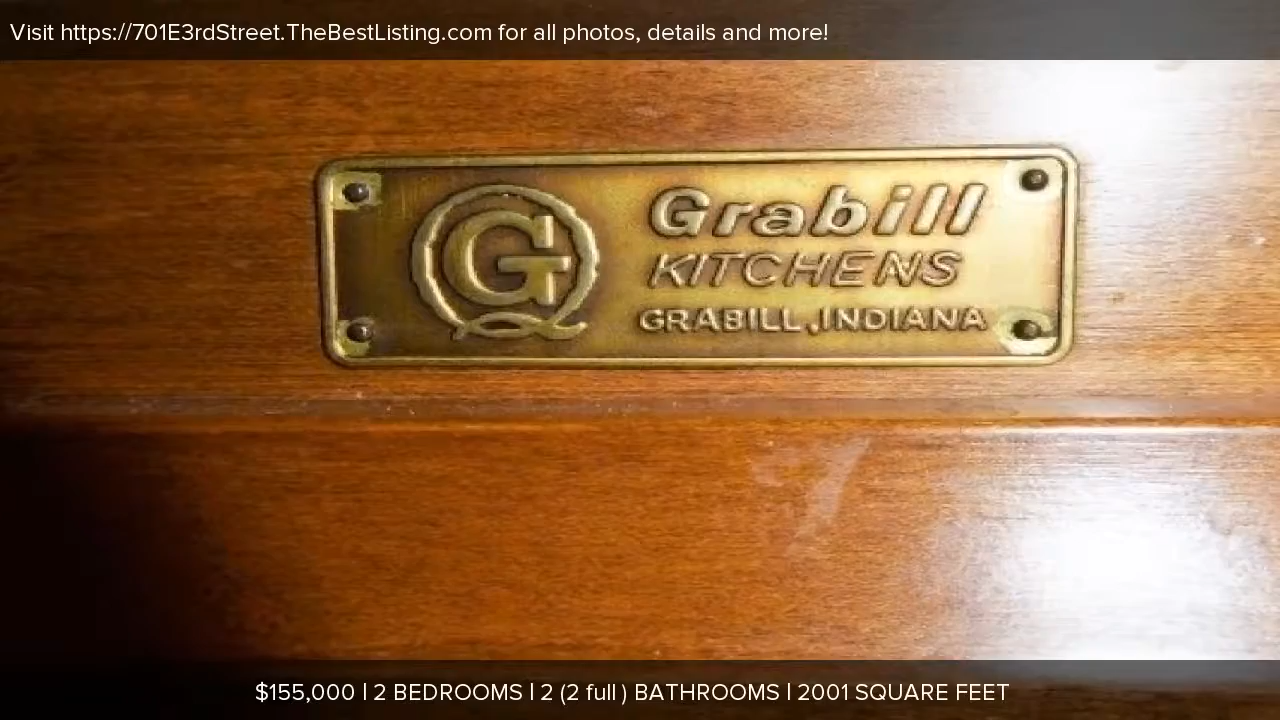 Visit https://701E3rdStreet.TheBestListing.com for all photos, details and more!
G
Grabill
KITCHENS
GRABILL, INDIANA
$155,000 | 2 BEDROOMS | 2 (2 full ) BATHROOMS | 2001 SQUARE FEET